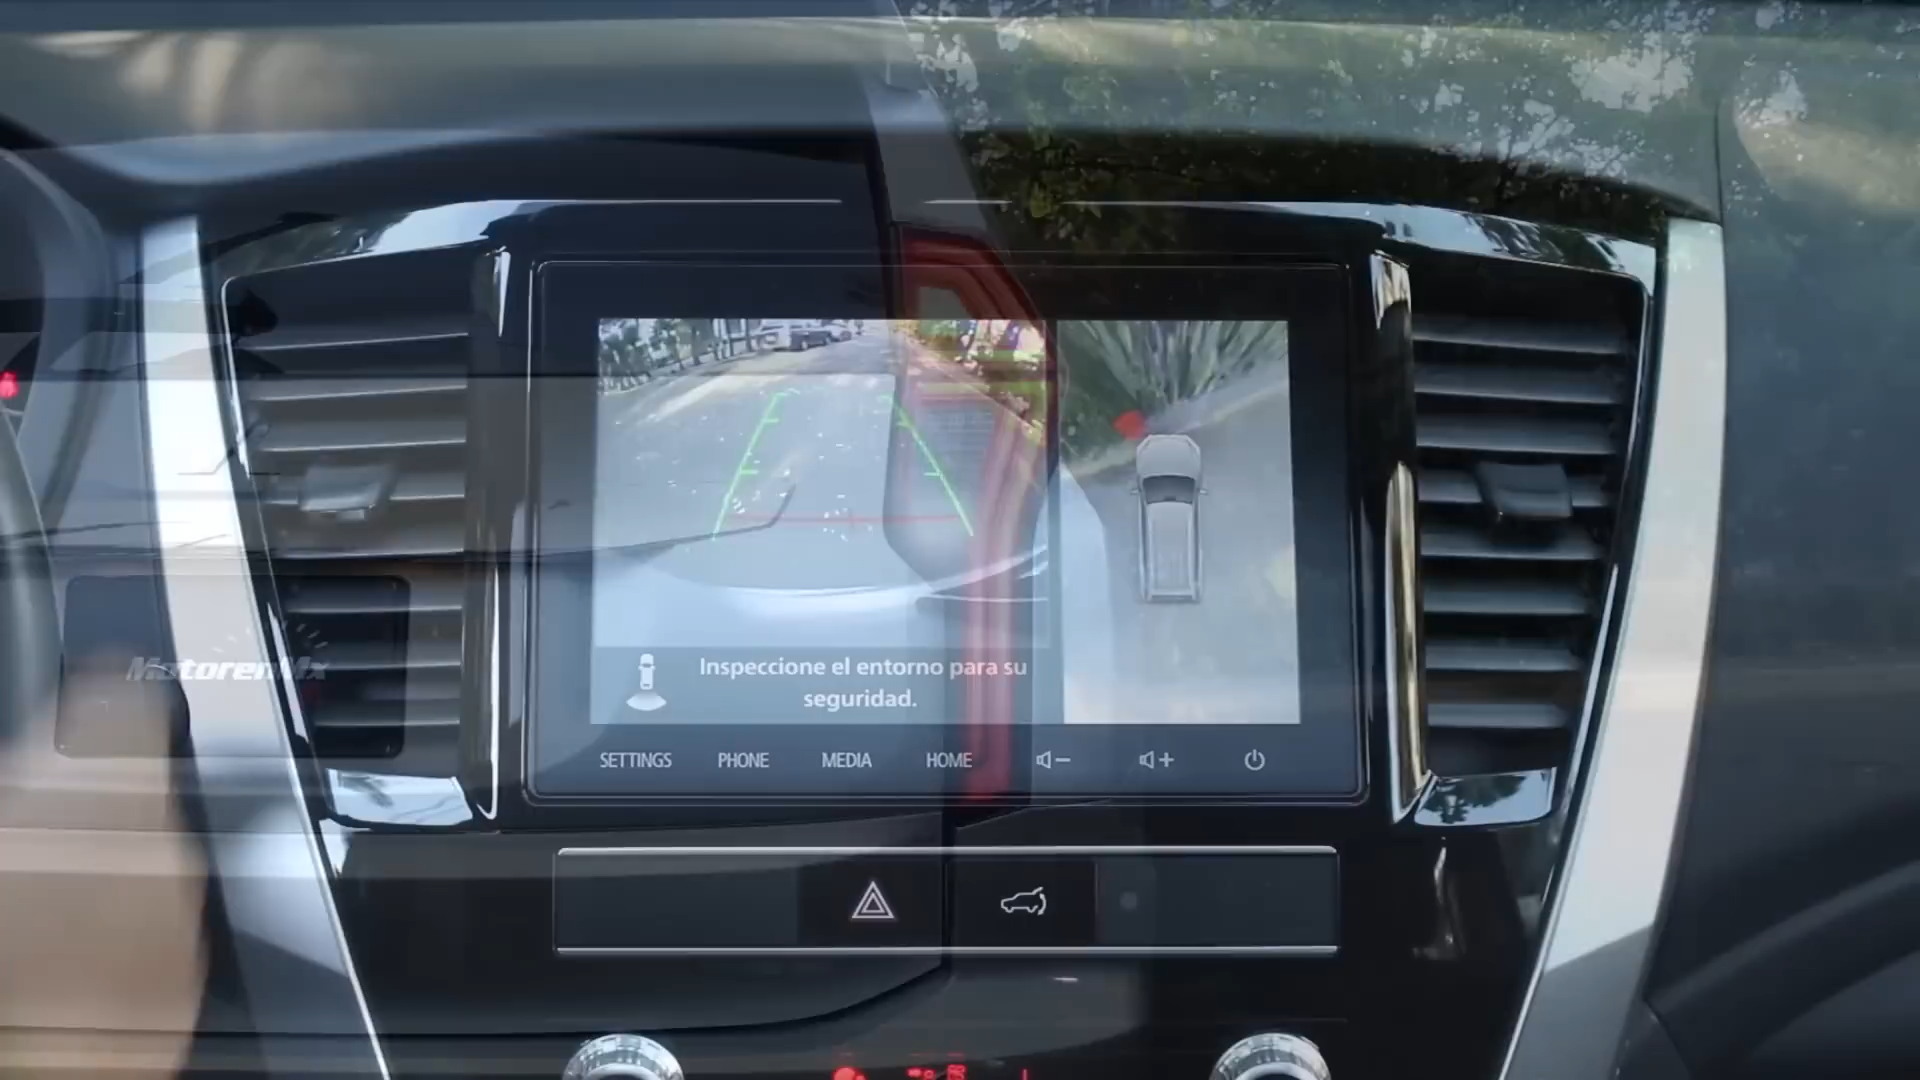 MotorenMx
Inspeccione el entorno para su
seguridad.
SETTINGS PHONE MEDIA HOME